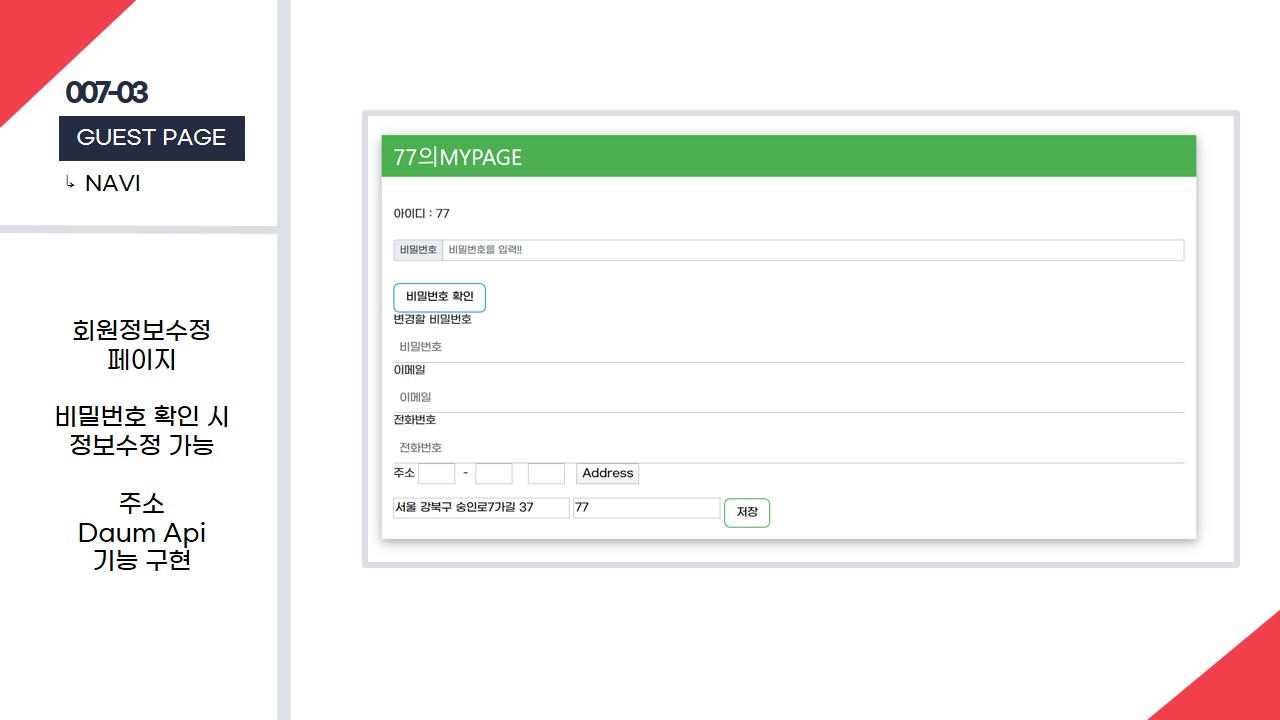 007-03
GUEST PAGE
↳ NAVI
회원정보수정
페이지
비밀번호 확인 시
정보수정 가능
주소
Daum Api
기능 구현
77의MYPAGE
아이디 : 77
비밀번호 비밀번호를 입력!!
비밀번호 확인
변경할 비밀번호
비밀번호
이메일
이메일
전화번호
전화번호
주소 - Address
서울 강북구 숭인로7가길 37 77 저장